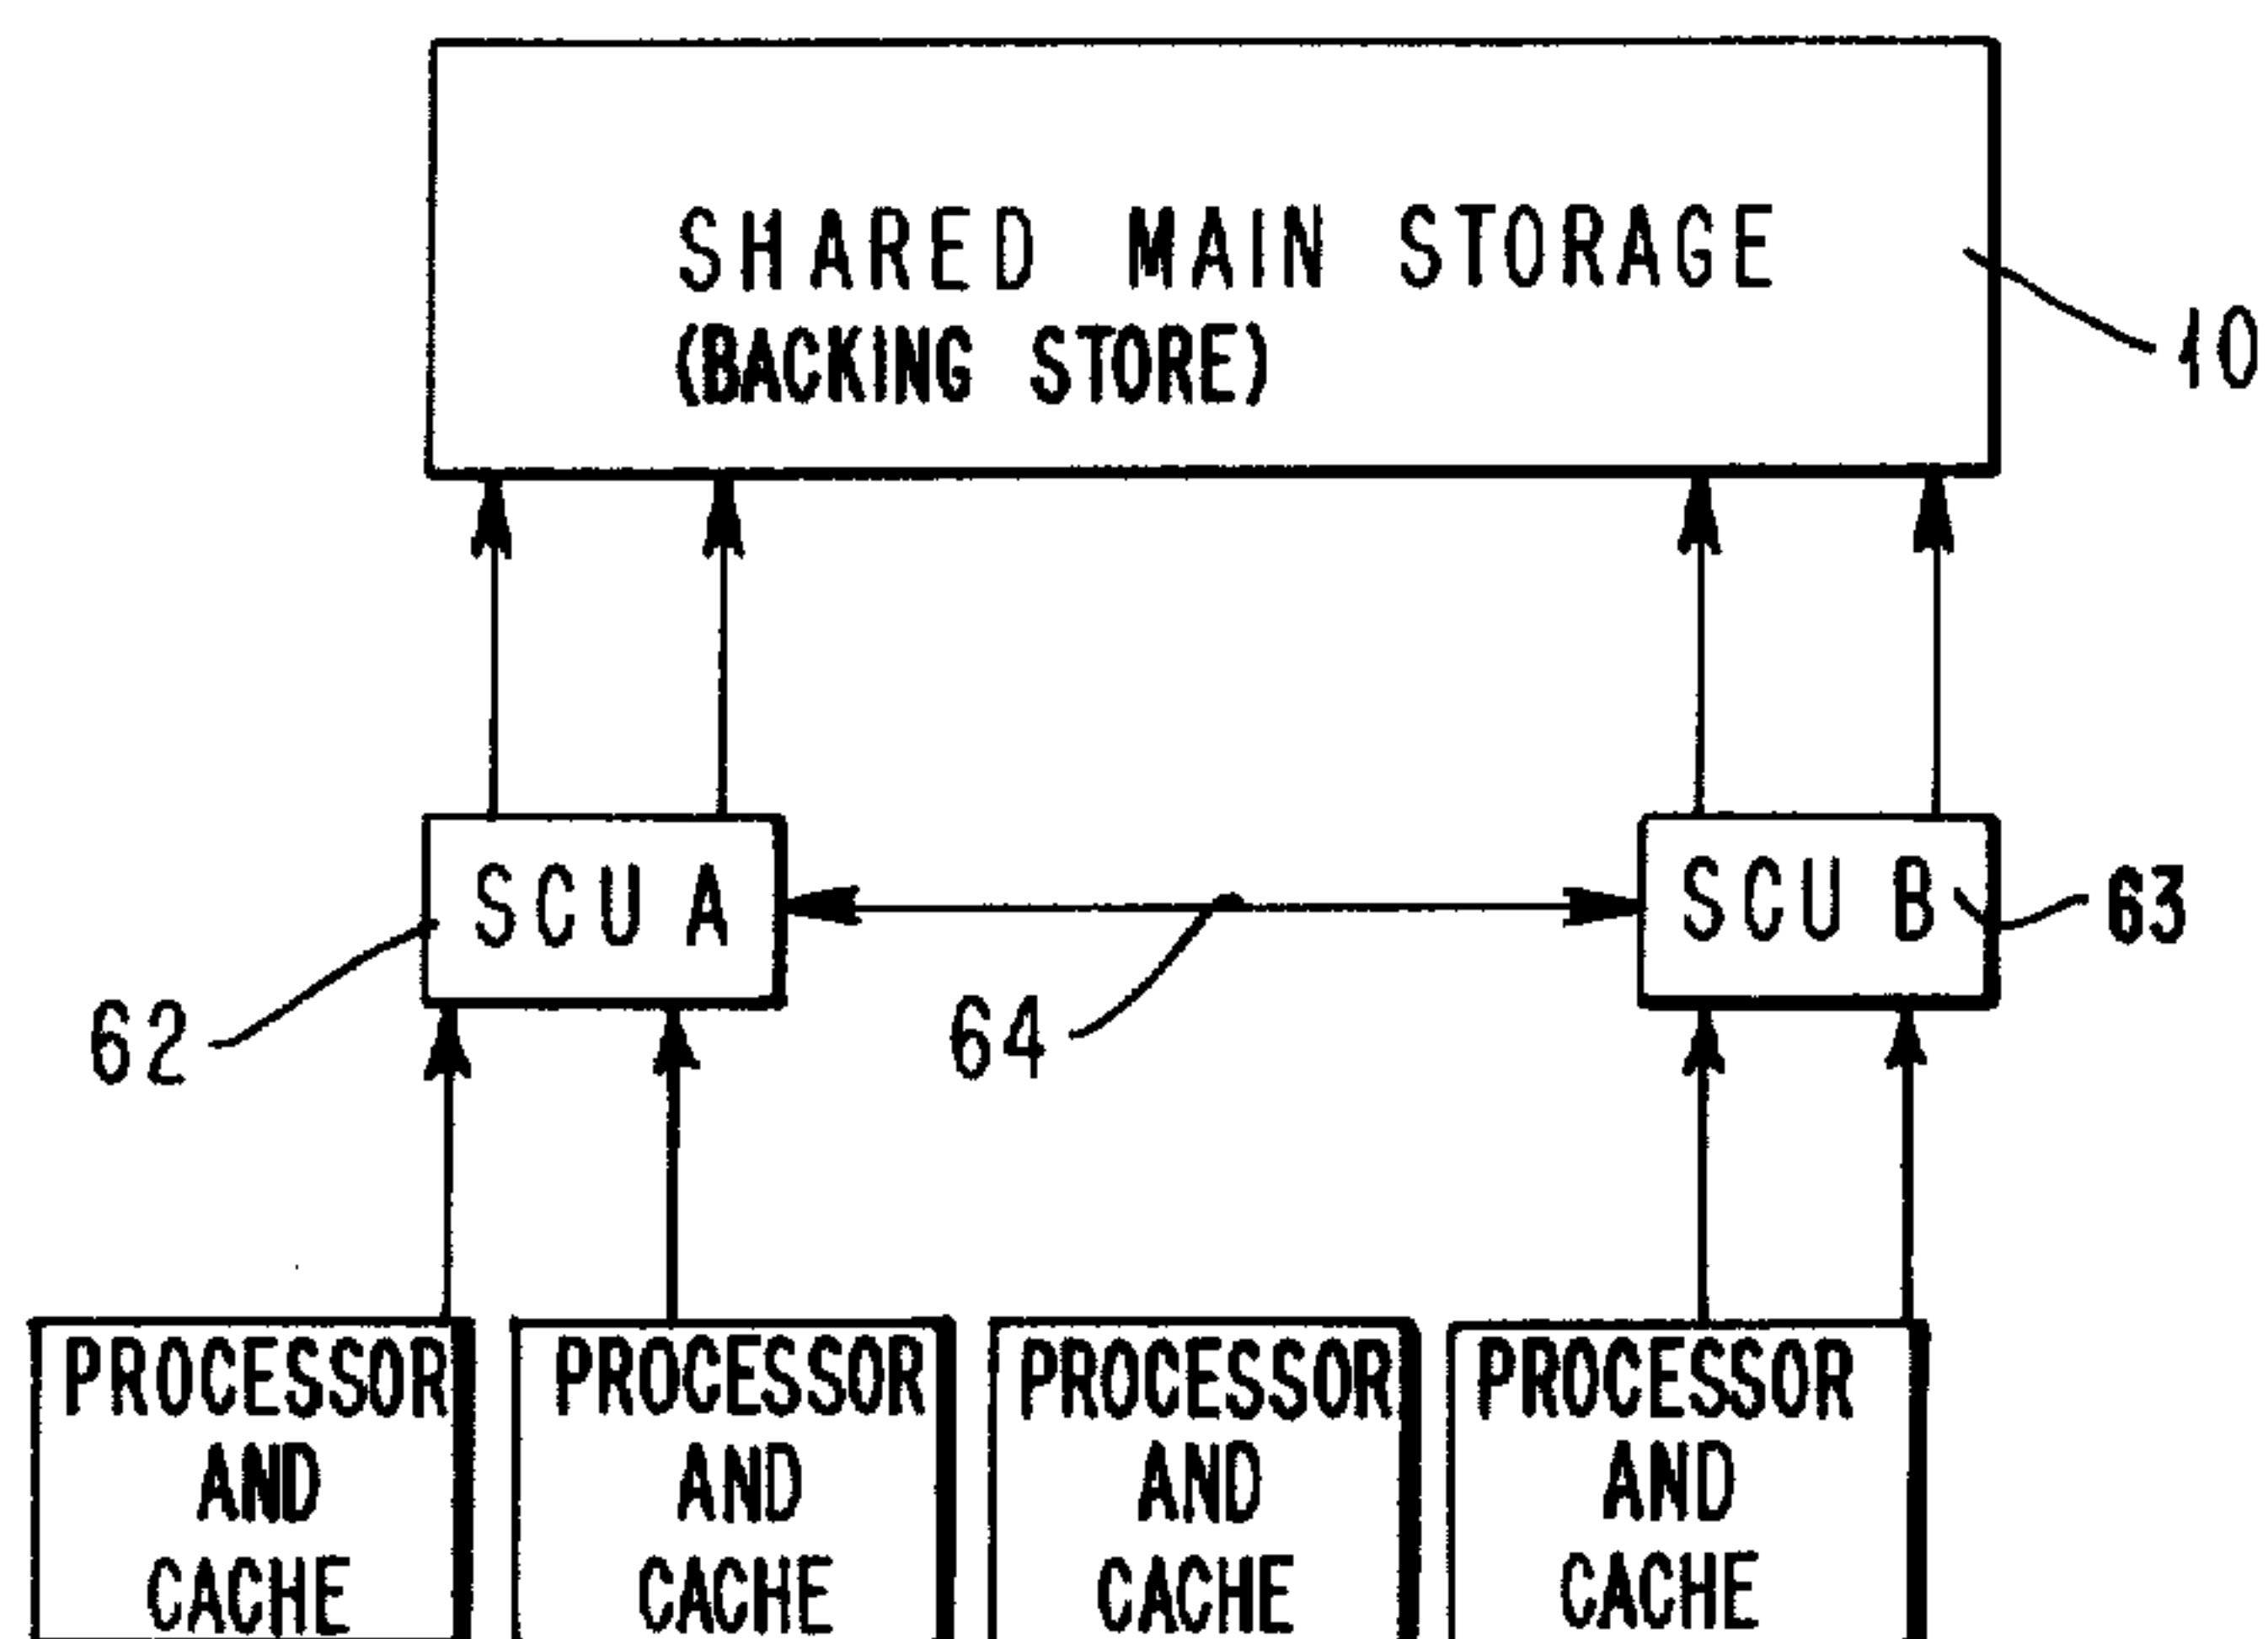 SHARED MAIN STORAGE
(BACKING STORE)
10
SCU A
SCU B
63
62
64
PROCESSOR AND CACHE
PROCESSOR AND CACHE
PROCESSOR AND CACHE
PROCESSOR AND CACHE